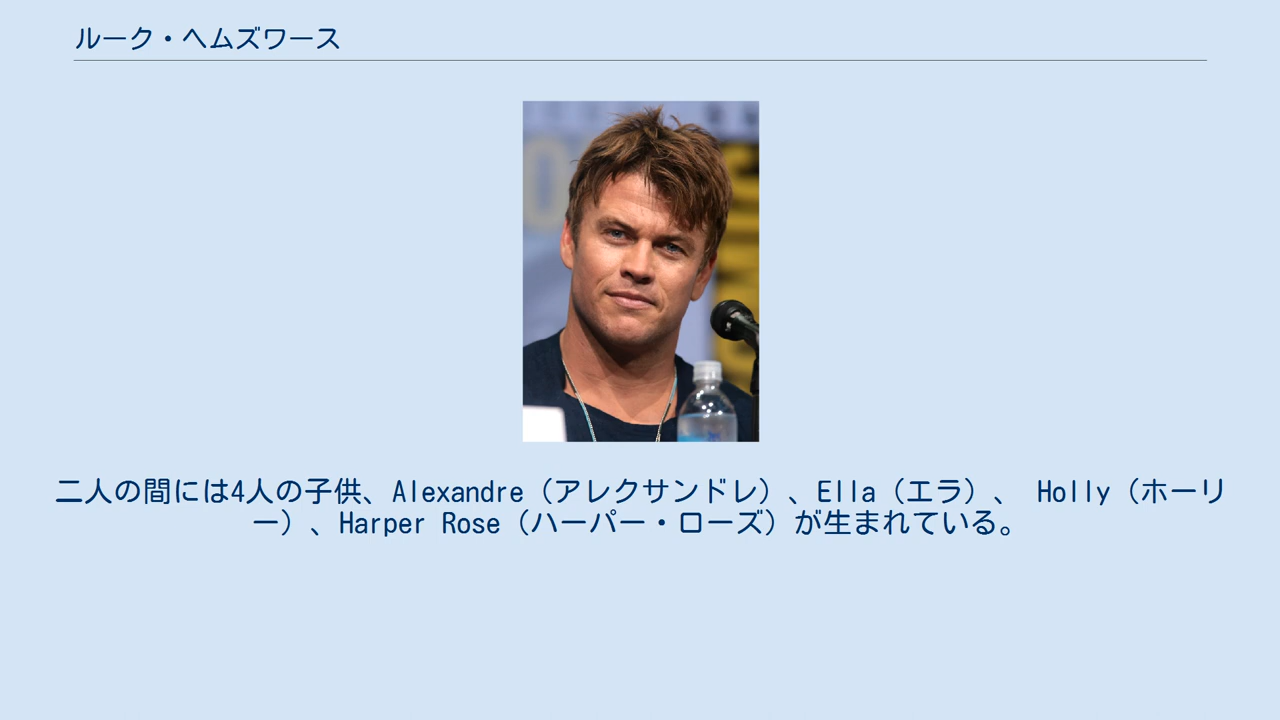 ルーク・ヘムズワース
二人の間には4人の子供、Alexandre（アレクサンドレ）、Ella（エラ）、 Holly（ホーリ
ー）、Harper Rose（ハーパー・ローズ）が生まれている。